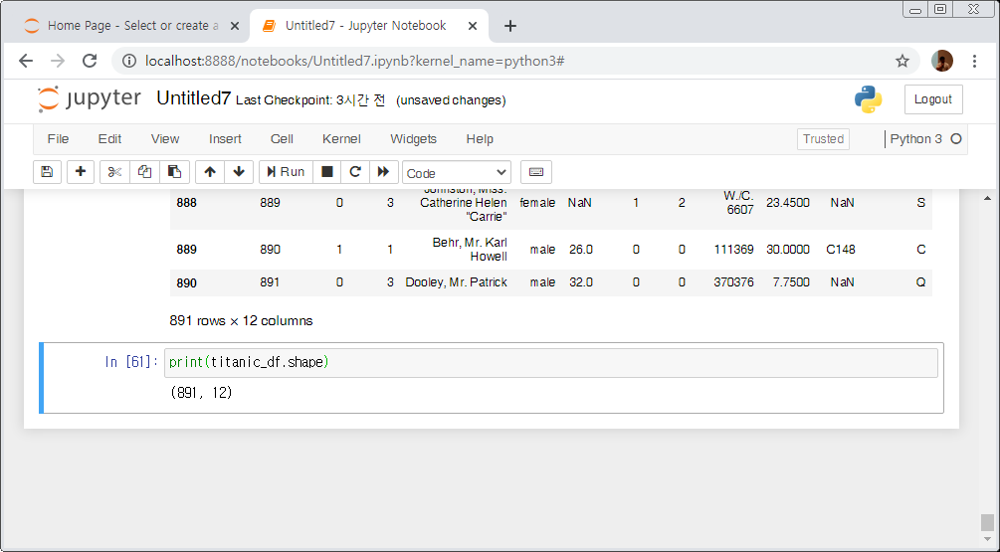 Home Page - Select or create a
Untitled7 - Jupyter Notebook
localhost:8888/notebooks/Untitled7.ipynb?kernel_name=python3#
jupyter Untitled7 Last Checkpoint: 3시간 전 (unsaved changes) Logout
File Edit View Insert Cell Kernel Widgets Help Trusted Python 3
Run Code
Johnston, Miss.
888 889 0 3 Catherine Helen female NaN 1 2 W./C. 6607 23.4500 NaN S
"Carrie"
889 890 1 1 Behr, Mr. Karl Howell male 26.0 0 0 111369 30.0000 C148 C
890 891 0 3 Dooley, Mr. Patrick male 32.0 0 0 370376 7.7500 NaN Q
891 rows × 12 columns
In [61]: print(titanic_df.shape)
(891, 12)